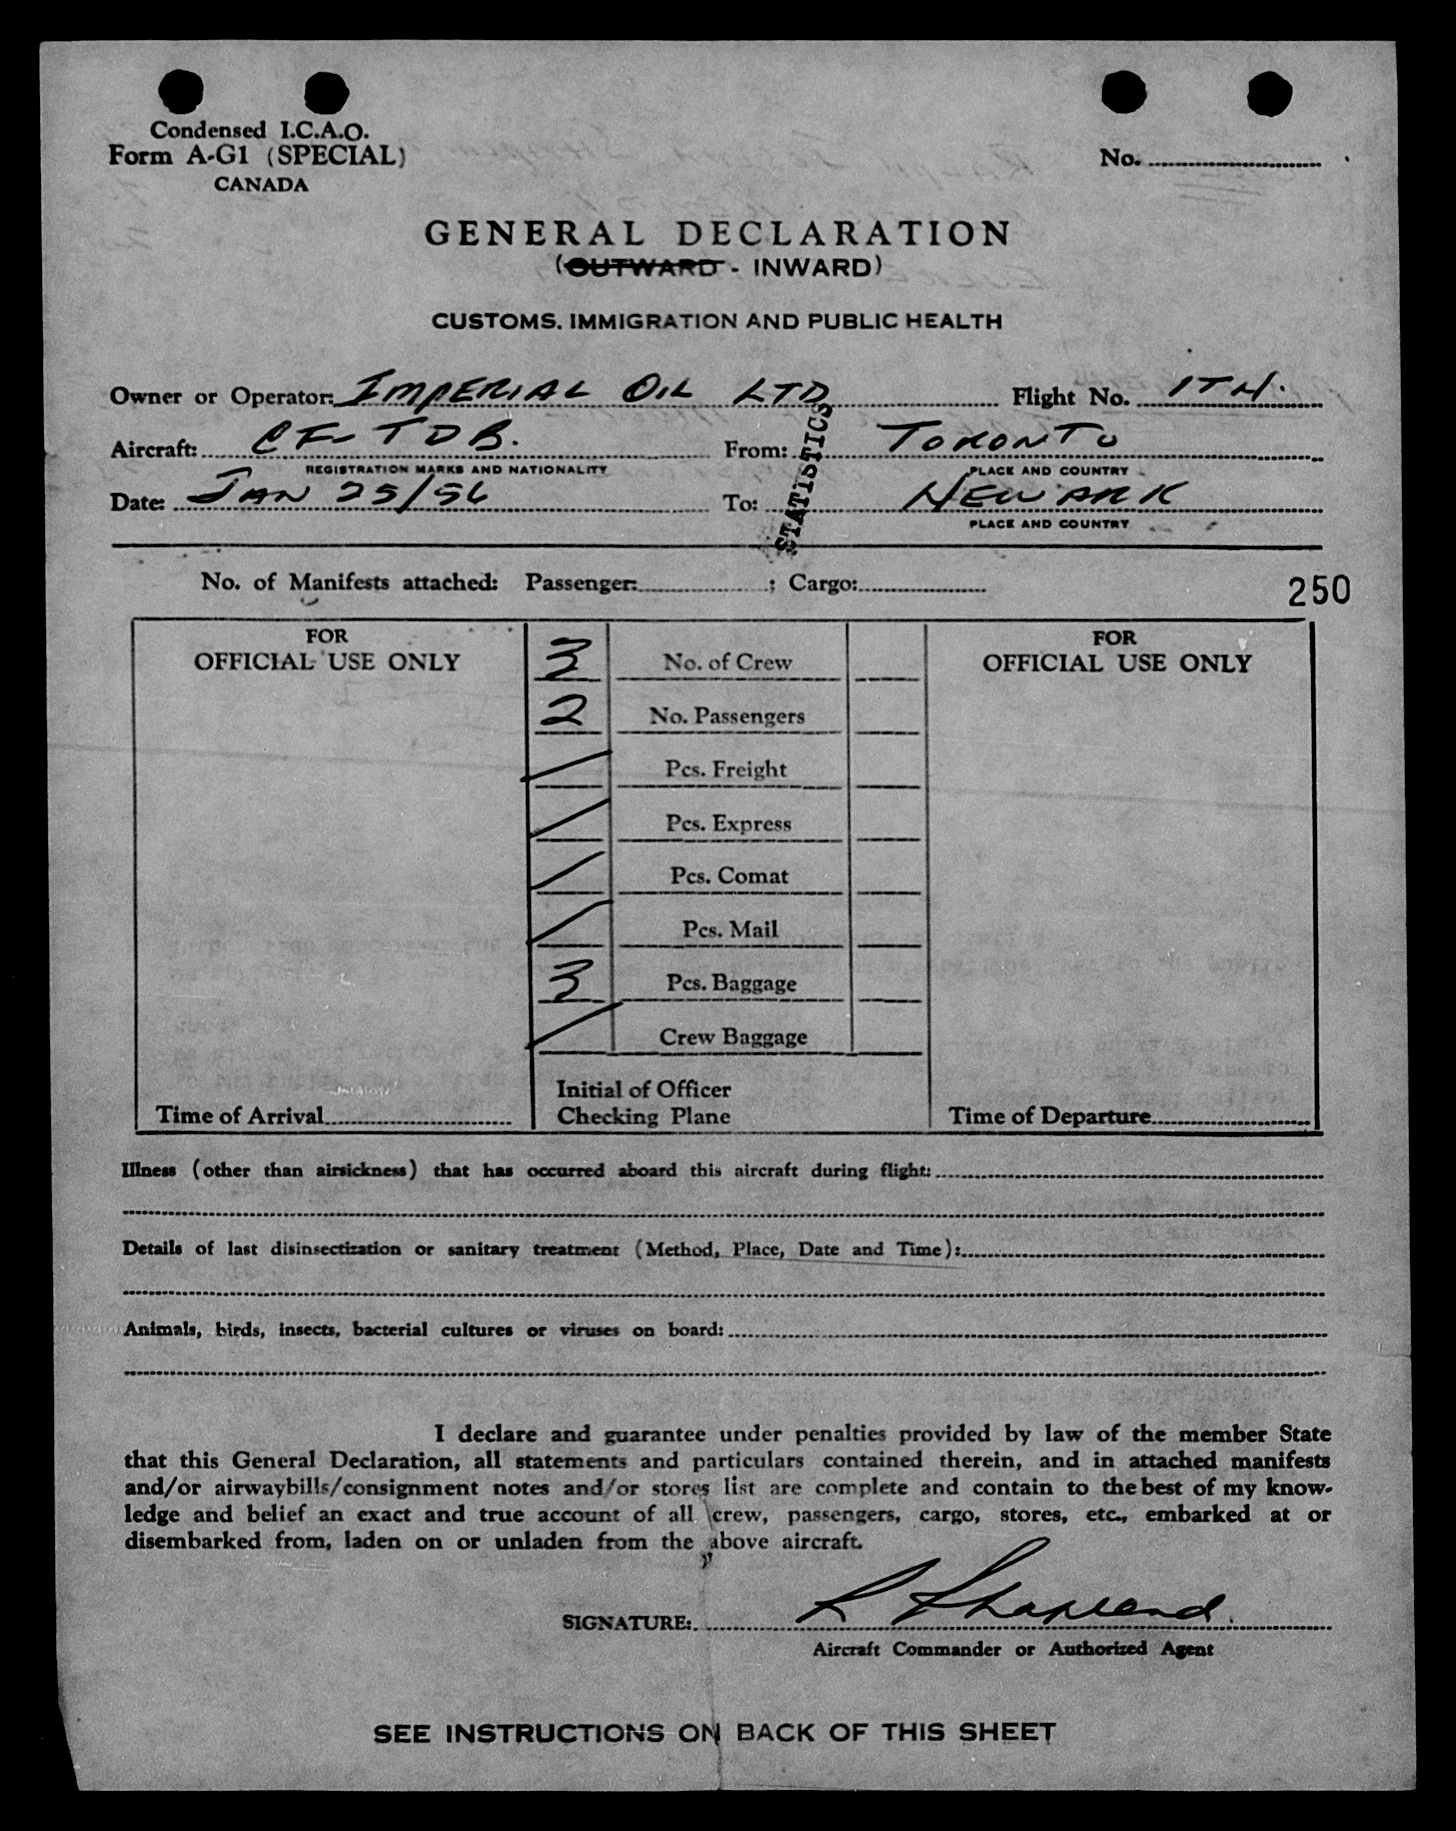 Condensed I.C.A.O.
Form A-G1 (SPECIAL)
CANADA
No.
GENERAL DECLARATION
(OUTWARD - INWARD)
CUSTOMS. IMMIGRATION AND PUBLIC HEALTH
Owner or Operator: IMPERIAL OIL LTD Flight No. ITH.
Aircraft: CF-TDB. From: TORONTO
REGISTRATION MARKS AND NATIONALITY PLACE AND COUNTRY
Date: JAN 25/56 To: NEWARK
PLACE AND COUNTRY
STATISTICS
No. of Manifests attached: Passenger: ; Cargo:
250
FOR
OFFICIAL USE ONLY
3 No. of Crew
2 No. Passengers
Pcs. Freight
Pcs. Express
Pcs. Comat
Pcs. Mail
3 Pcs. Baggage
Crew Baggage
FOR
OFFICIAL USE ONLY
Time of Arrival
Initial of Officer
Checking Plane
Time of Departure
Illness (other than airsickness) that has occurred aboard this aircraft during flight:
Details of last disinsectization or sanitary treatment (Method, Place, Date and Time):
Animals, birds, insects, bacterial cultures or viruses on board:
I declare and guarantee under penalties provided by law of the member State
that this General Declaration, all statements and particulars contained therein, and in attached manifests
and/or airwaybills/consignment notes and/or stores list are complete and contain to the best of my know-
ledge and belief an exact and true account of all crew, passengers, cargo, stores, etc., embarked at or
disembarked from, laden on or unladen from the above aircraft.
SIGNATURE: R Shapland
Aircraft Commander or Authorized Agent
SEE INSTRUCTIONS ON BACK OF THIS SHEET